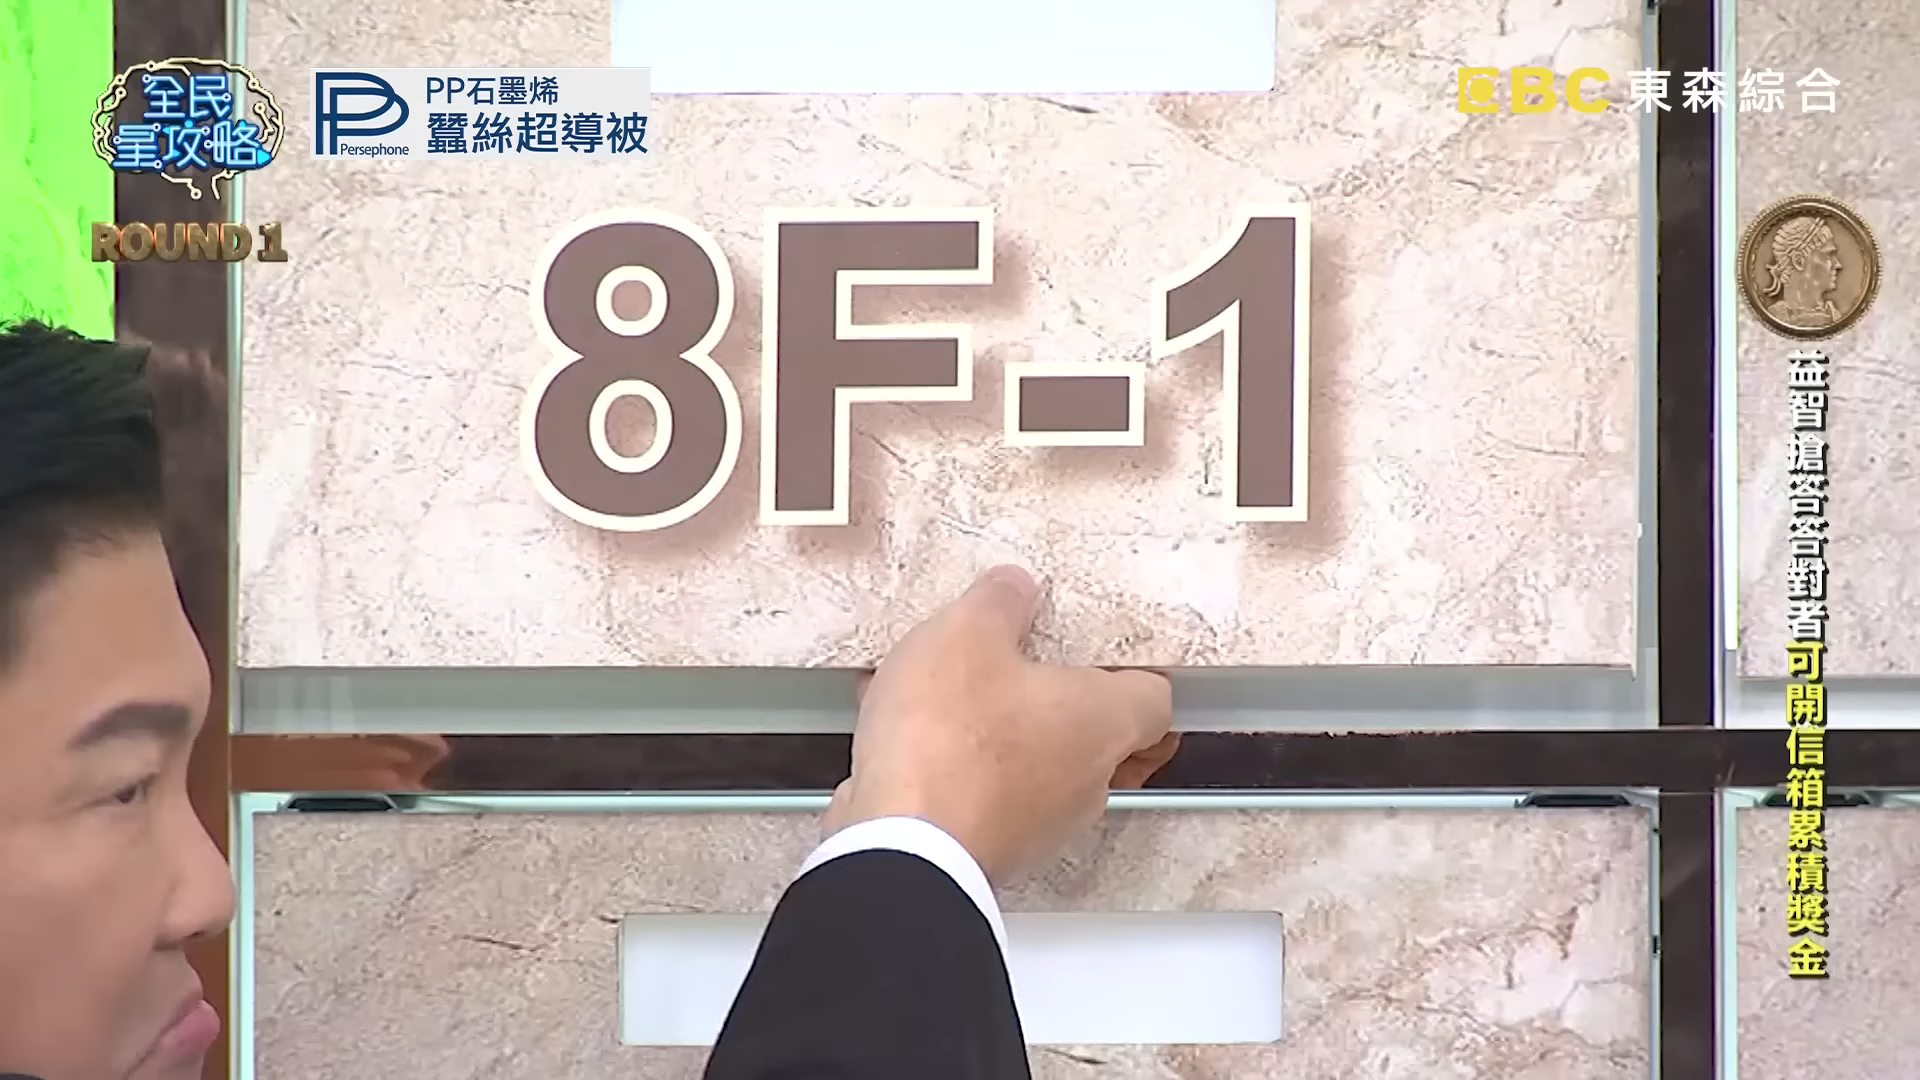 全民
星攻略
ROUND 1
PP石墨烯
蠶絲超導被
Persephone
EBC 東森綜合
8F-1
益智搶答答對者可開信箱累積獎金